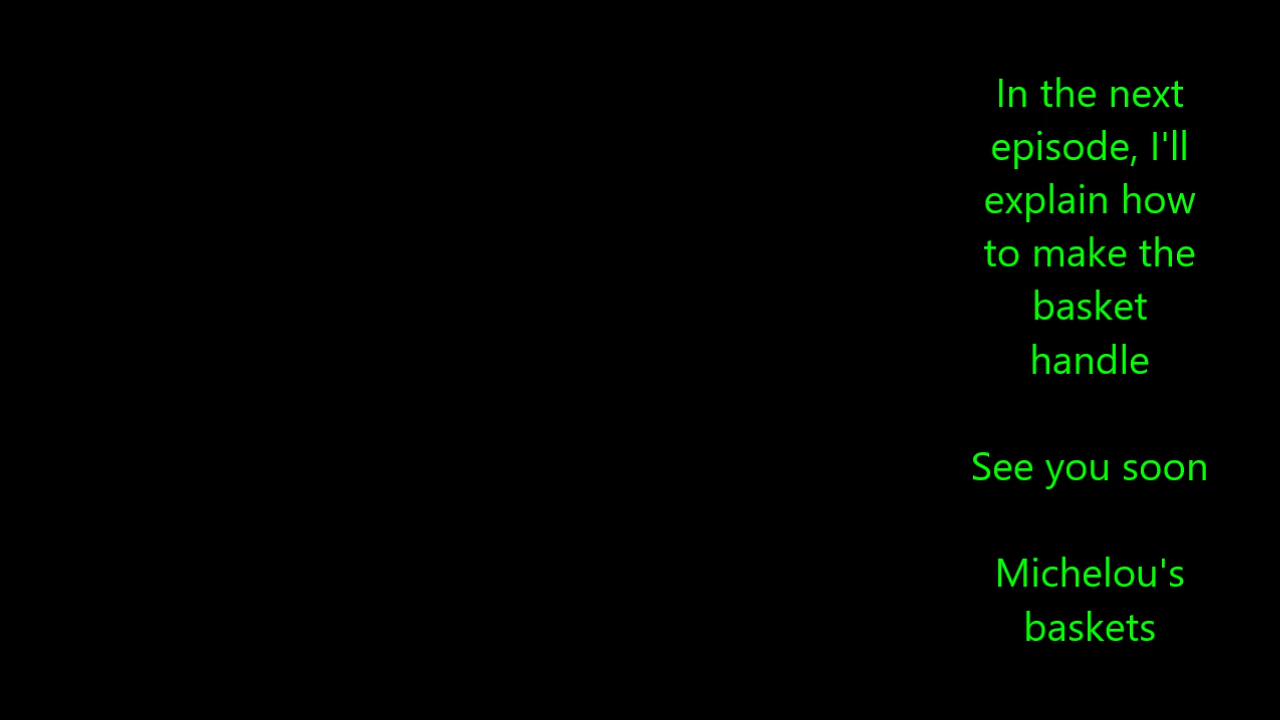 In the next
episode, I'll
explain how
to make the
basket
handle
See you soon
Michelou's
baskets